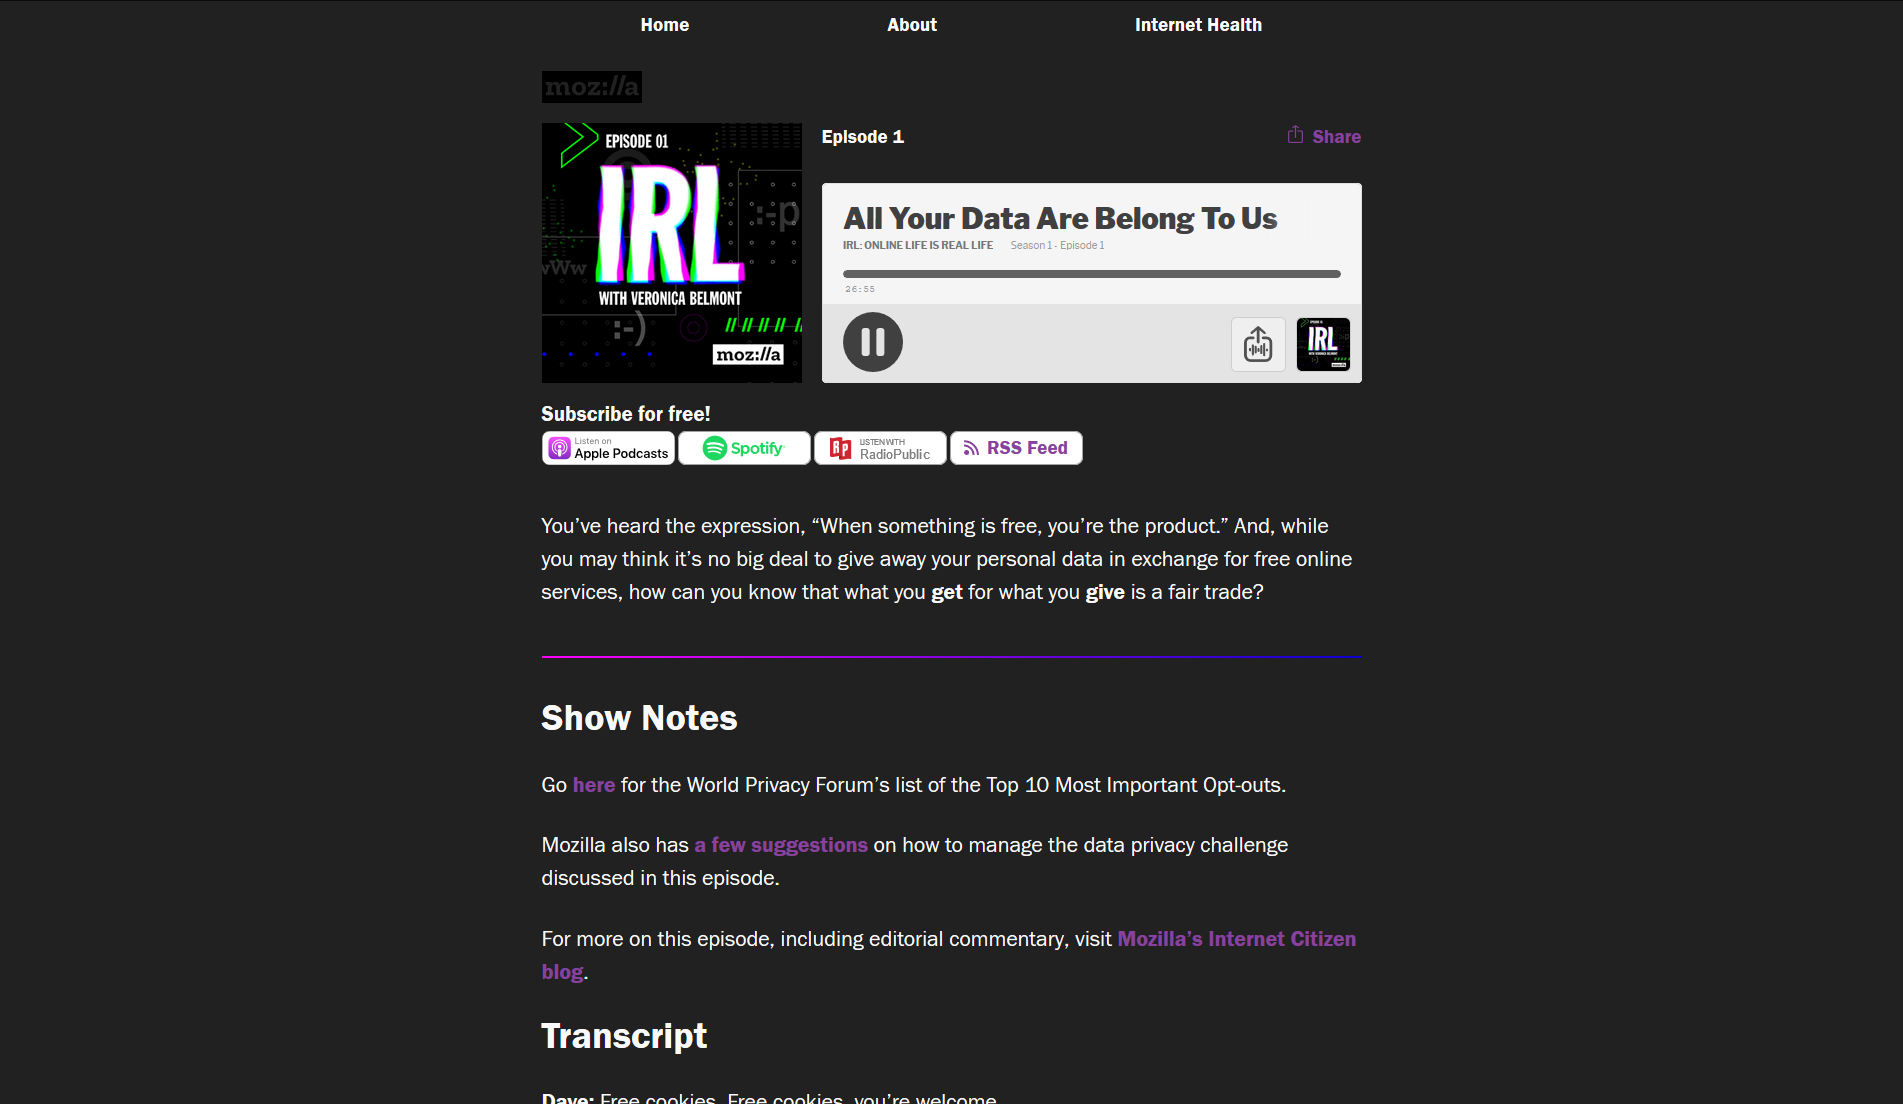 Home About Internet Health
moz://a
EPISODE 01
IRL
WITH VERONICA BELMONT
:-p
wWw
:-)
moz://a
Episode 1
Share
All Your Data Are Belong To Us
IRL: ONLINE LIFE IS REAL LIFE Season 1 - Episode 1
26:55
IRL
Subscribe for free!
Listen on
Apple Podcasts
Spotify
LISTEN WITH
RadioPublic
RSS Feed
You’ve heard the expression, “When something is free, you’re the product.” And, while
you may think it’s no big deal to give away your personal data in exchange for free online
services, how can you know that what you get for what you give is a fair trade?
Show Notes
Go here for the World Privacy Forum’s list of the Top 10 Most Important Opt-outs.
Mozilla also has a few suggestions on how to manage the data privacy challenge
discussed in this episode.
For more on this episode, including editorial commentary, visit Mozilla’s Internet Citizen
blog.
Transcript
Dave: Free cookies. Free cookies, you’re welcome.